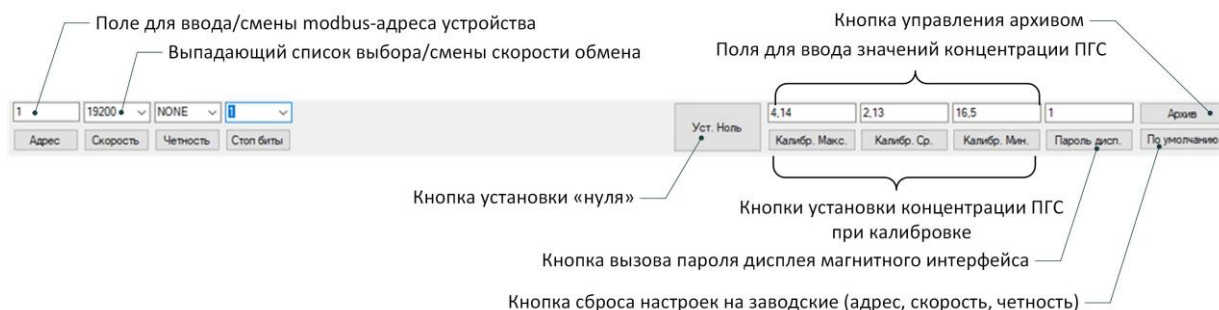 Поле для ввода/смены modbus-адреса устройства
Кнопка управления архивом
Выпадающий список выбора/смены скорости обмена
Поля для ввода значений концентрации ПГС
1 19200 NONE 1 4,14 2,13 16,5 1 Архив
Адрес Скорость Четность Стоп биты Уст. Ноль Калибр. Макс. Калибр. Ср. Калибр. Мин. Пароль дисп. По умолчанию
Кнопка установки «нуля»
Кнопки установки концентрации ПГС
при калибровке
Кнопка вызова пароля дисплея магнитного интерфейса
Кнопка сброса настроек на заводские (адрес, скорость, четность)